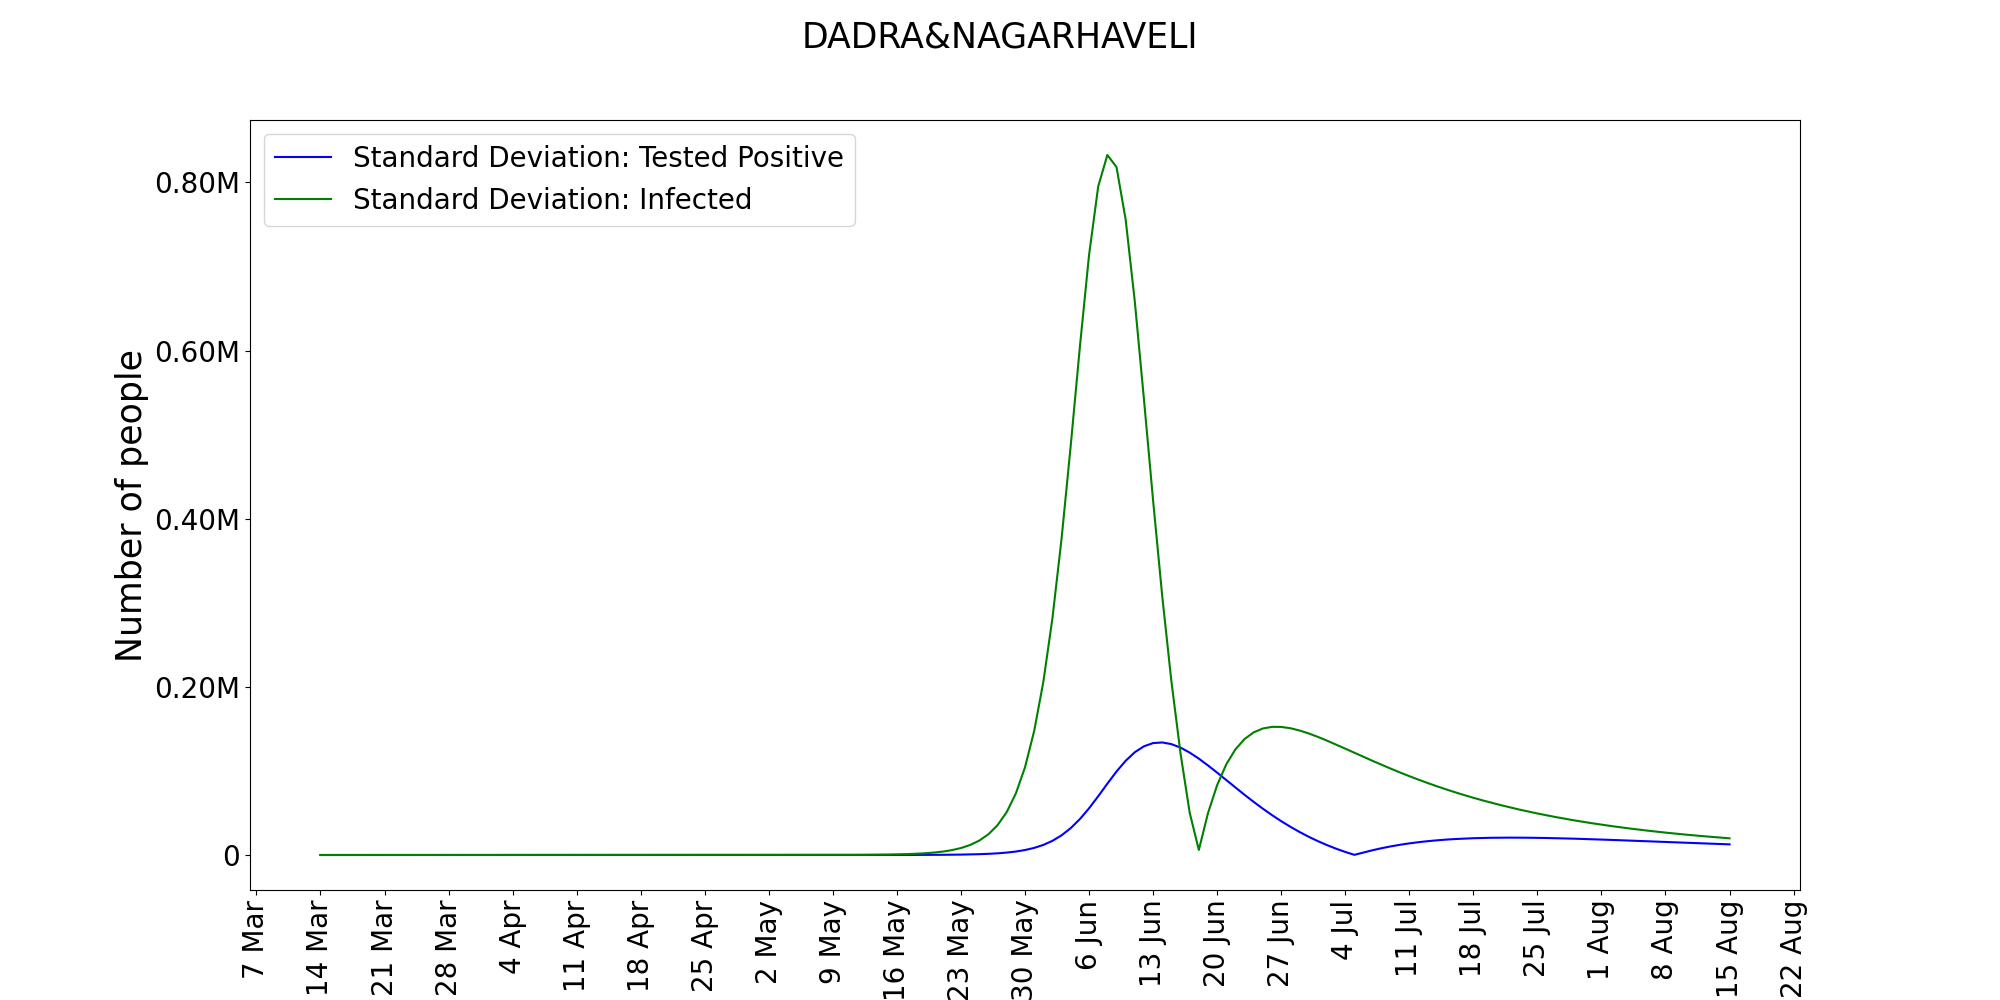 DADRA&NAGARHAVELI
Standard Deviation: Tested Positive
Standard Deviation: Infected
Number of people
0.80M
0.60M
0.40M
0.20M
0
7 Mar
14 Mar
21 Mar
28 Mar
4 Apr
11 Apr
18 Apr
25 Apr
2 May
9 May
16 May
23 May
30 May
6 Jun
13 Jun
20 Jun
27 Jun
4 Jul
11 Jul
18 Jul
25 Jul
1 Aug
8 Aug
15 Aug
22 Aug